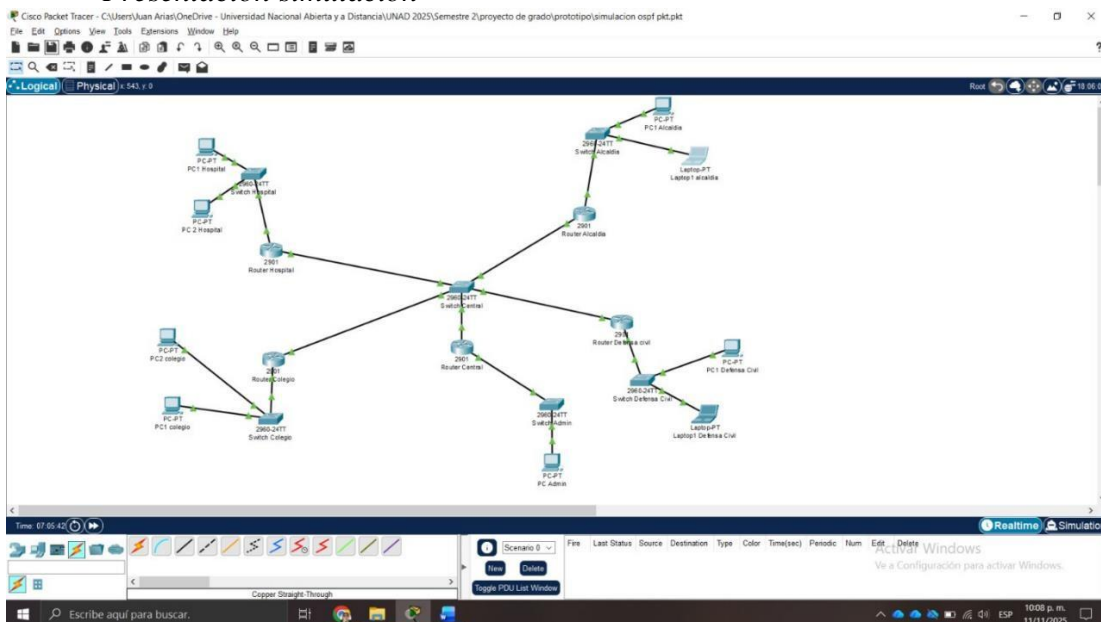 Presentación simulación
Cisco Packet Tracer - C:\Users\Juan Arias\OneDrive - Universidad Nacional Abierta y a Distancia\UNAD 2025\Semestre 2\proyecto de grado\prototipo\simulacion ospf pkt.pkt
File Edit Options View Tools Extensions Window Help
Logical Physical x: 543, y: 0 Root 18:06:0
PC-PT
PC1 Alcaldia
2960-24TT
Switch Alcaldia
PC-PT
PC1 Hospital
Laptop-PT
Laptop1 alcaldia
2960-24TT
Switch Hospital
PC-PT
PC 2 Hospital
2901
Router Alcaldia
2901
Router Hospital
2960-24TT
Switch Central
2901
Router Defensa civil
PC-PT
PC2 colegio
2901
Router Colegio
2901
Router Central
PC-PT
PC1 Defensa Civil
2960-24TT
Switch Defensa Civil
PC-PT
PC1 colegio
2960-24TT
Switch Colegio
2960-24TT
Switch Admin
Laptop-PT
Laptop1 Defensa Civil
PC-PT
PC Admin
Time: 07:05:42 Realtime Simulatio
Scenario 0 Fire Last Status Source Destination Type Color Time(sec) Periodic Num Edit Delete
Activar Windows
New Delete
Ve a Configuración para activar Windows.
Toggle PDU List Window
Copper Straight-Through
Escribe aquí para buscar. ESP 10:08 p. m.
11/11/2025